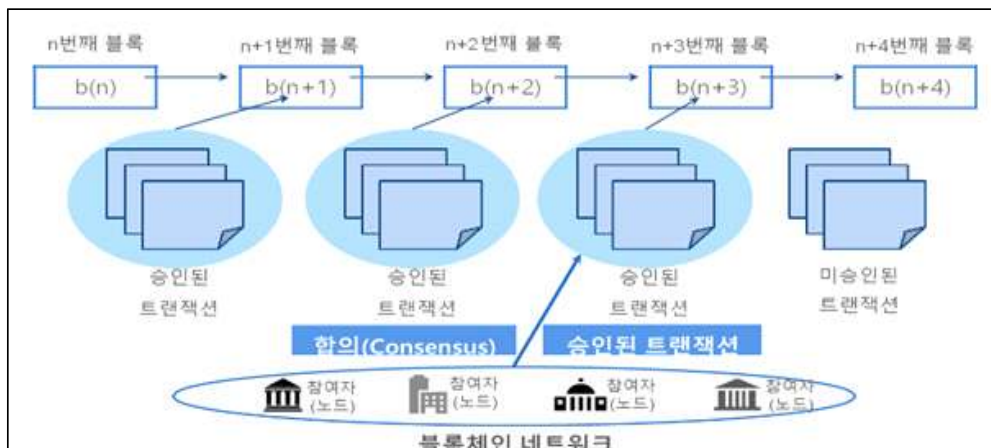 n번째 블록
n+1번째 블록
n+2번째 블록
n+3번째 블록
n+4번째 블록
b(n)
b(n+1)
b(n+2)
b(n+3)
b(n+4)
승인된
트랜잭션
승인된
트랜잭션
승인된
트랜잭션
미승인된
트랜잭션
합의(Consensus)
승인된 트랜잭션
참여자
(노드)
참여자
(노드)
참여자
(노드)
참여자
(노드)
블록체인 네트워크